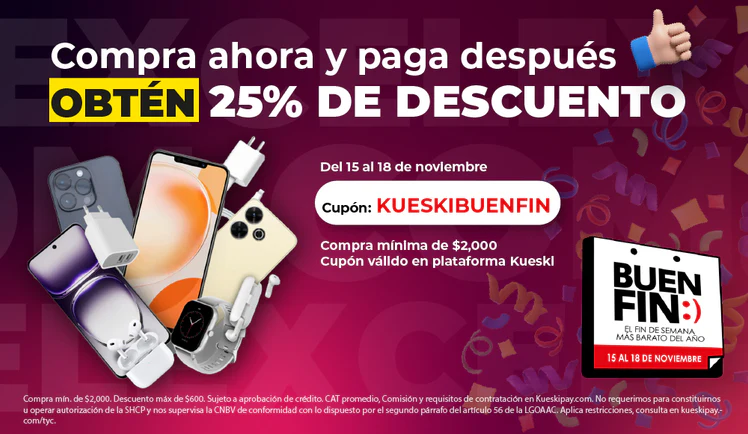 Compra ahora y paga después
OBTÉN 25% DE DESCUENTO
Del 15 al 18 de noviembre
Cupón: KUESKIBUENFIN
Compra mínima de $2,000
Cupón válido en plataforma Kueski
BUEN
FIN:)
EL FIN DE SEMANA
MÁS BARATO DEL AÑO
15 AL 18 DE NOVIEMBRE
Compra mín. de $2,000. Descuento máx de $600. Sujeto a aprobación de crédito. CAT promedio, Comisión y requisitos de contratación en Kueskipay.com. No requerimos para constituirnos
u operar autorización de la SHCP y nos supervisa la CNBV de conformidad con lo dispuesto por el segundo párrafo del artículo 56 de la LGOAAC. Aplica restricciones, consulta en kueskipay.-
com/tyc.